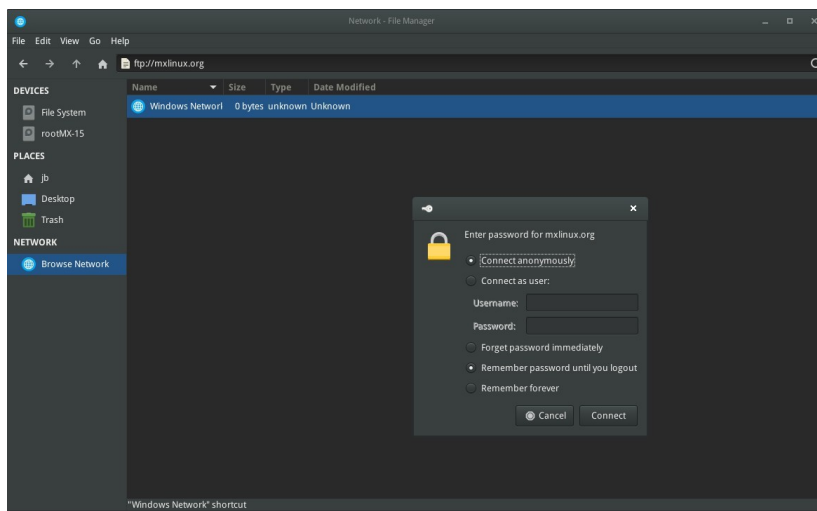 Network - File Manager
File Edit View Go Help
ftp://mxlinux.org
DEVICES
File System
rootMX-15
PLACES
jb
Desktop
Trash
NETWORK
Browse Network
Name Size Type Date Modified
Windows Networl 0 bytes unknown Unknown
Enter password for mxlinux.org
Connect anonymously
Connect as user:
Username:
Password:
Forget password immediately
Remember password until you logout
Remember forever
Cancel Connect
"Windows Network" shortcut